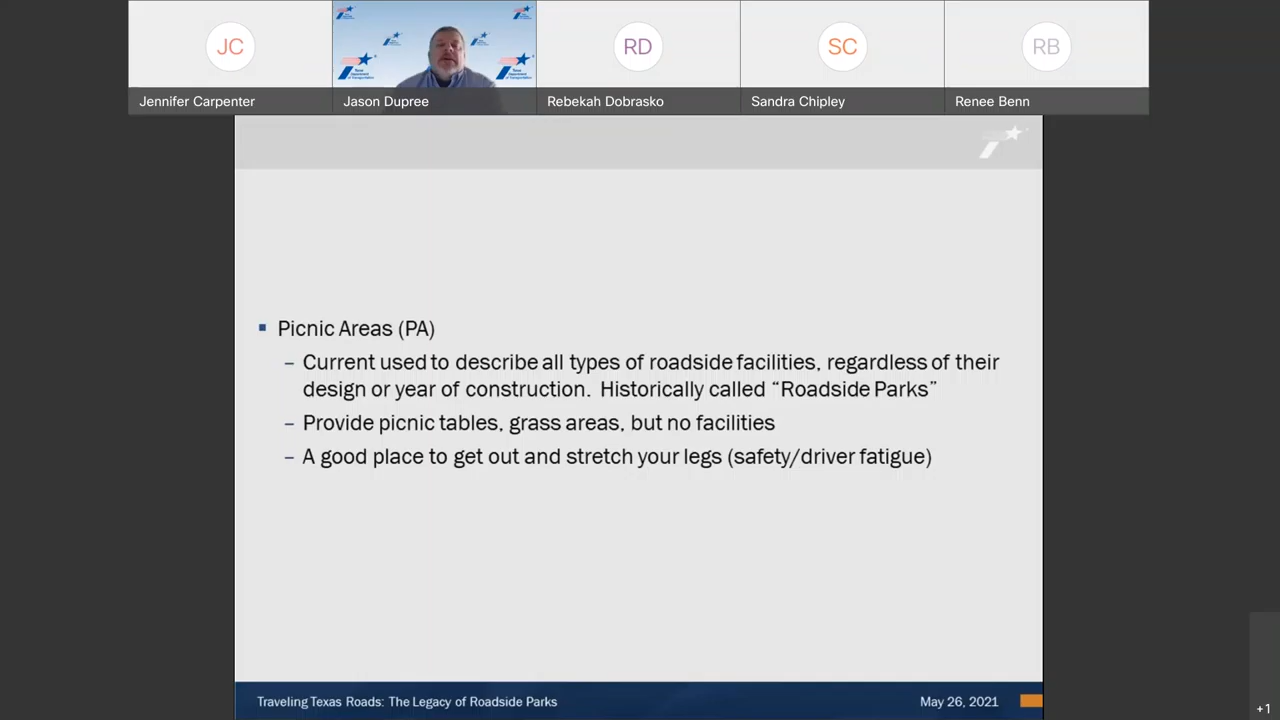 JC
RD
SC
RB
Jennifer Carpenter
Jason Dupree
Rebekah Dobrasko
Sandra Chipley
Renee Benn
▪ Picnic Areas (PA)
– Current used to describe all types of roadside facilities, regardless of their
design or year of construction. Historically called “Roadside Parks”
– Provide picnic tables, grass areas, but no facilities
– A good place to get out and stretch your legs (safety/driver fatigue)
Traveling Texas Roads: The Legacy of Roadside Parks
May 26, 2021
+1